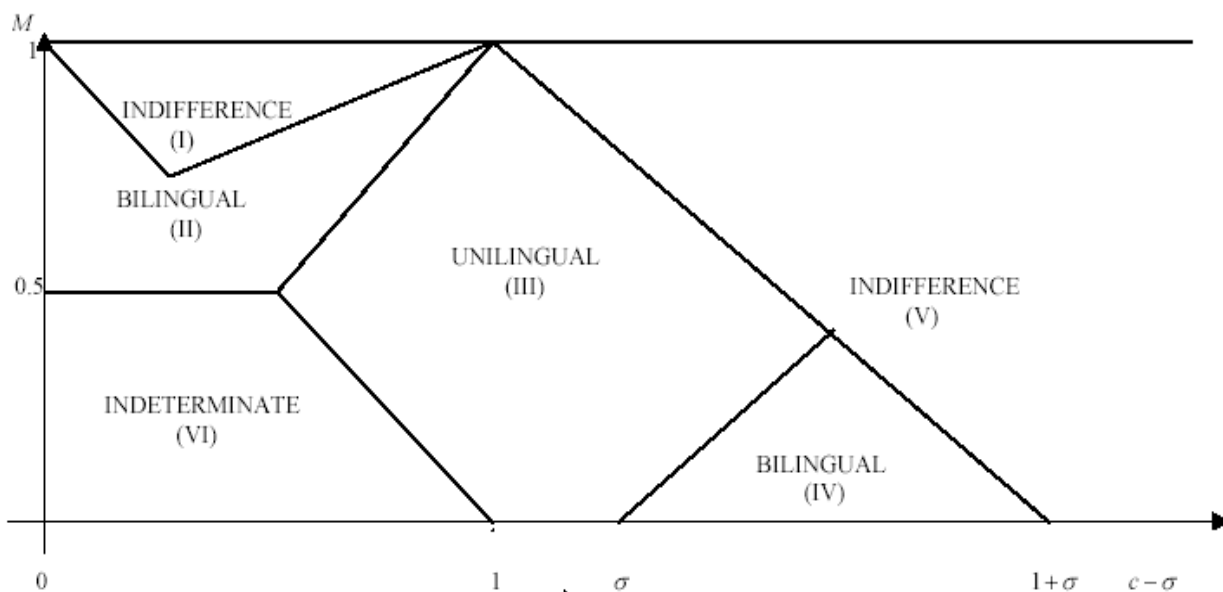 M
1
INDIFFERENCE
(I)
BILINGUAL
(II)
UNILINGUAL
(III)
0.5
INDIFFERENCE
(V)
INDETERMINATE
(VI)
BILINGUAL
(IV)
0 1 σ 1+σ c−σ